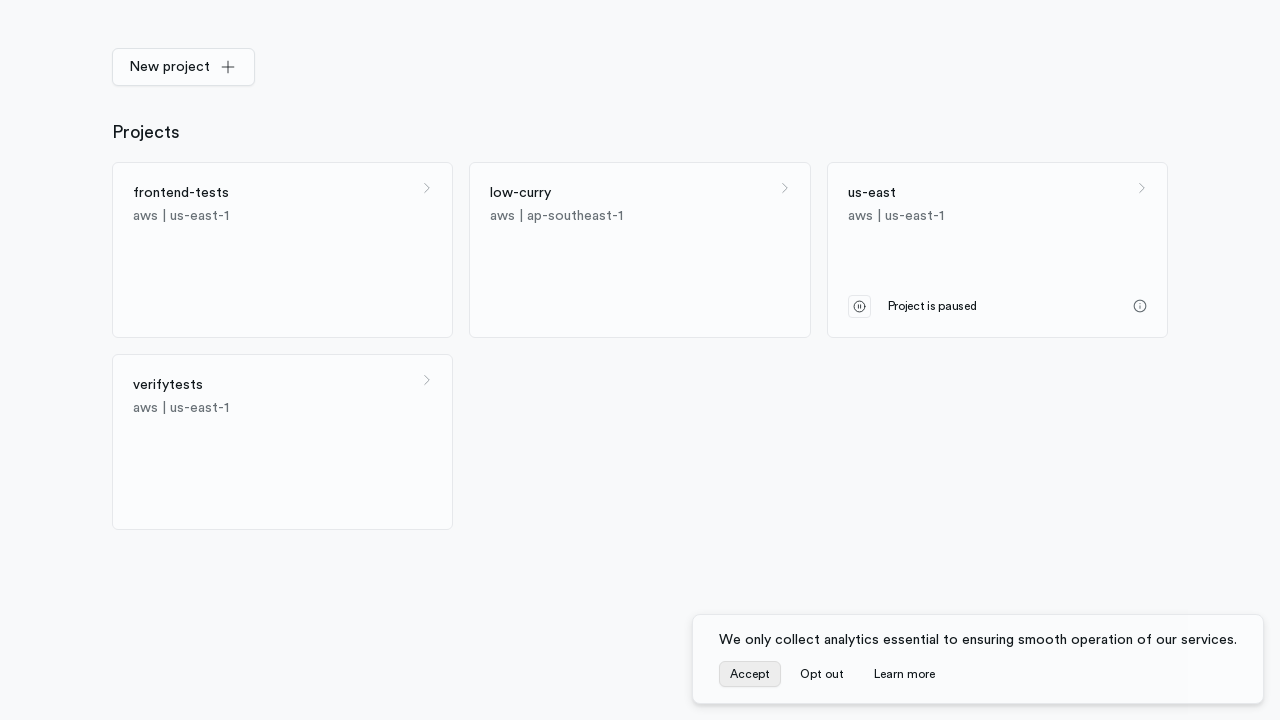 New project
Projects
frontend-tests
aws | us-east-1
low-curry
aws | ap-southeast-1
us-east
aws | us-east-1
Project is paused
verifytests
aws | us-east-1
We only collect analytics essential to ensuring smooth operation of our services.
Accept
Opt out
Learn more